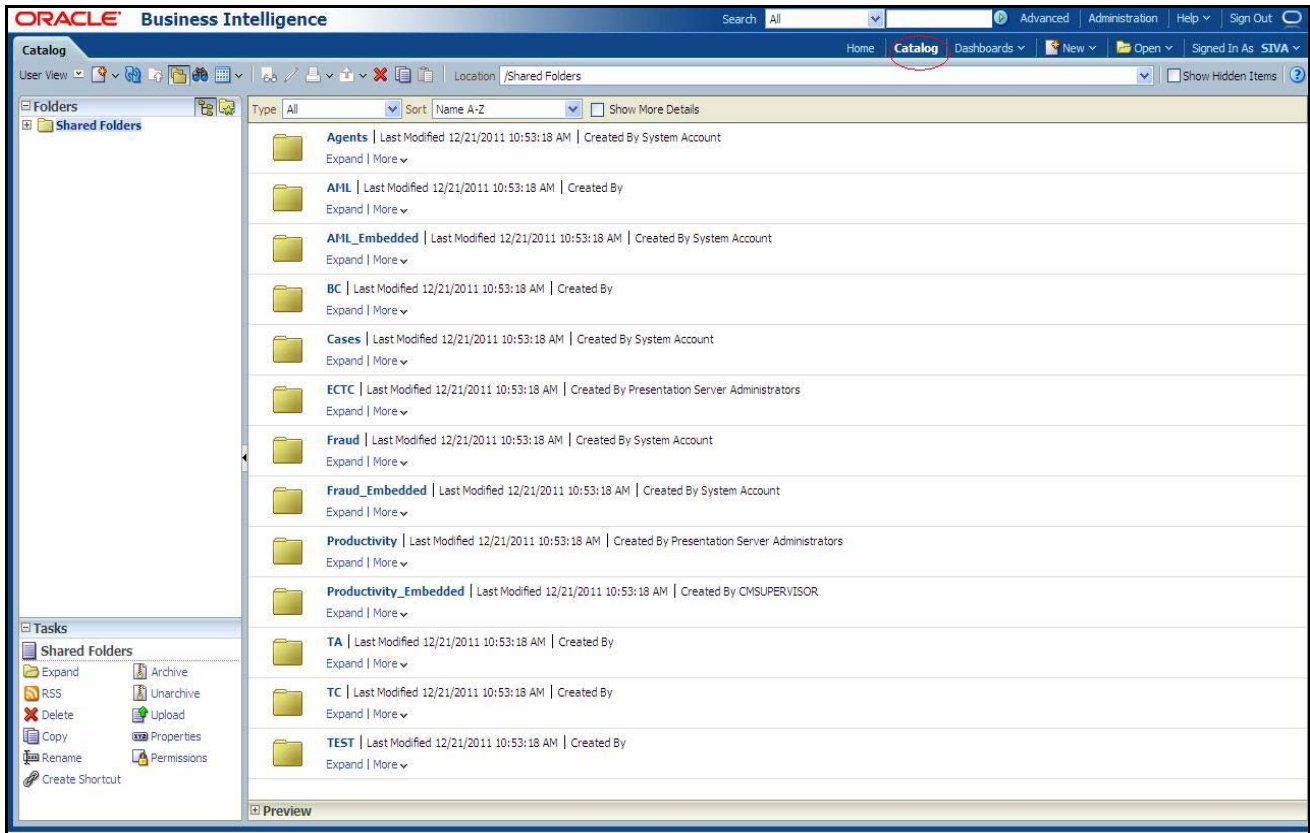 ORACLE Business Intelligence Search All Advanced Administration Help Sign Out
Catalog Home Catalog Dashboards New Open Signed In As SIVA
User View Location /Shared Folders Show Hidden Items
Folders
Shared Folders
Type All Sort Name A-Z Show More Details
Agents | Last Modified 12/21/2011 10:53:18 AM | Created By System Account
Expand | More
AML | Last Modified 12/21/2011 10:53:18 AM | Created By
Expand | More
AML_Embedded | Last Modified 12/21/2011 10:53:18 AM | Created By System Account
Expand | More
BC | Last Modified 12/21/2011 10:53:18 AM | Created By
Expand | More
Cases | Last Modified 12/21/2011 10:53:18 AM | Created By System Account
Expand | More
ECTC | Last Modified 12/21/2011 10:53:18 AM | Created By Presentation Server Administrators
Expand | More
Fraud | Last Modified 12/21/2011 10:53:18 AM | Created By System Account
Expand | More
Fraud_Embedded | Last Modified 12/21/2011 10:53:18 AM | Created By System Account
Expand | More
Productivity | Last Modified 12/21/2011 10:53:18 AM | Created By Presentation Server Administrators
Expand | More
Productivity_Embedded | Last Modified 12/21/2011 10:53:18 AM | Created By CMSUPERVISOR
Expand | More
TA | Last Modified 12/21/2011 10:53:18 AM | Created By
Expand | More
TC | Last Modified 12/21/2011 10:53:18 AM | Created By
Expand | More
TEST | Last Modified 12/21/2011 10:53:18 AM | Created By
Expand | More
Tasks
Shared Folders
Expand Archive
RSS Unarchive
Delete Upload
Copy Properties
Rename Permissions
Create Shortcut
Preview